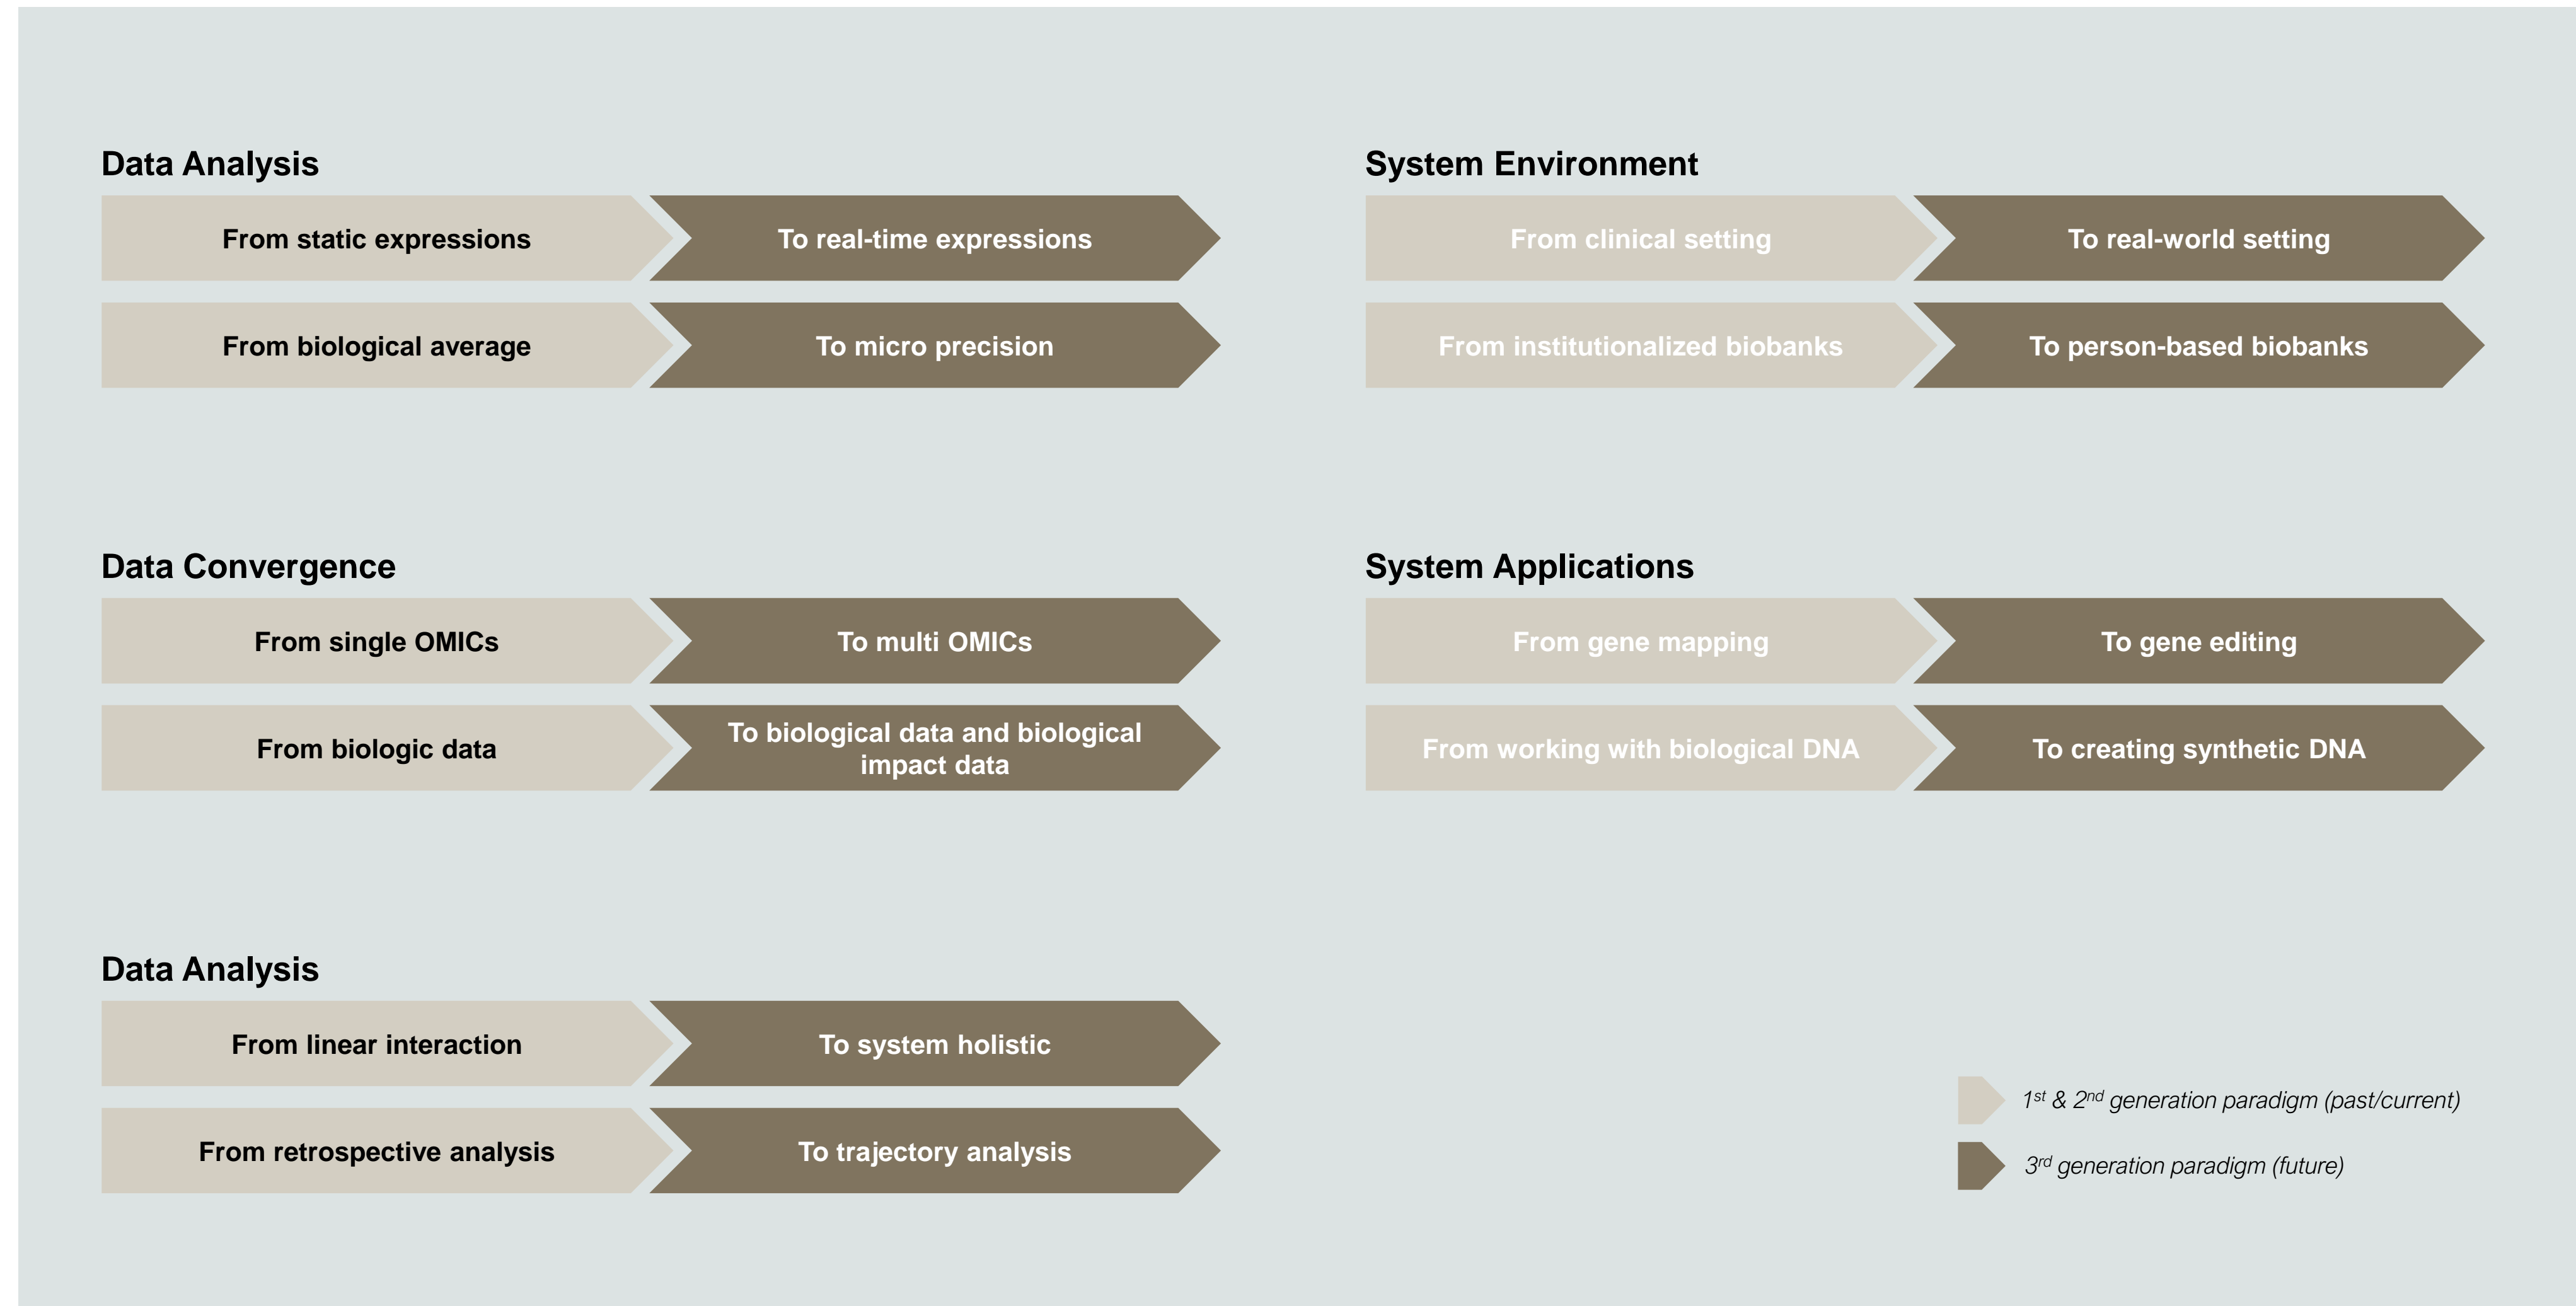 Data Analysis
From static expressions
To real-time expressions
From biological average
To micro precision
Data Convergence
From single OMICs
To multi OMICs
From biologic data
To biological data and biological
impact data
Data Analysis
From linear interaction
To system holistic
From retrospective analysis
To trajectory analysis
System Environment
From clinical setting
To real-world setting
From institutionalized biobanks
To person-based biobanks
System Applications
From gene mapping
To gene editing
From working with biological DNA
To creating synthetic DNA
1st & 2nd generation paradigm (past/current)
3rd generation paradigm (future)